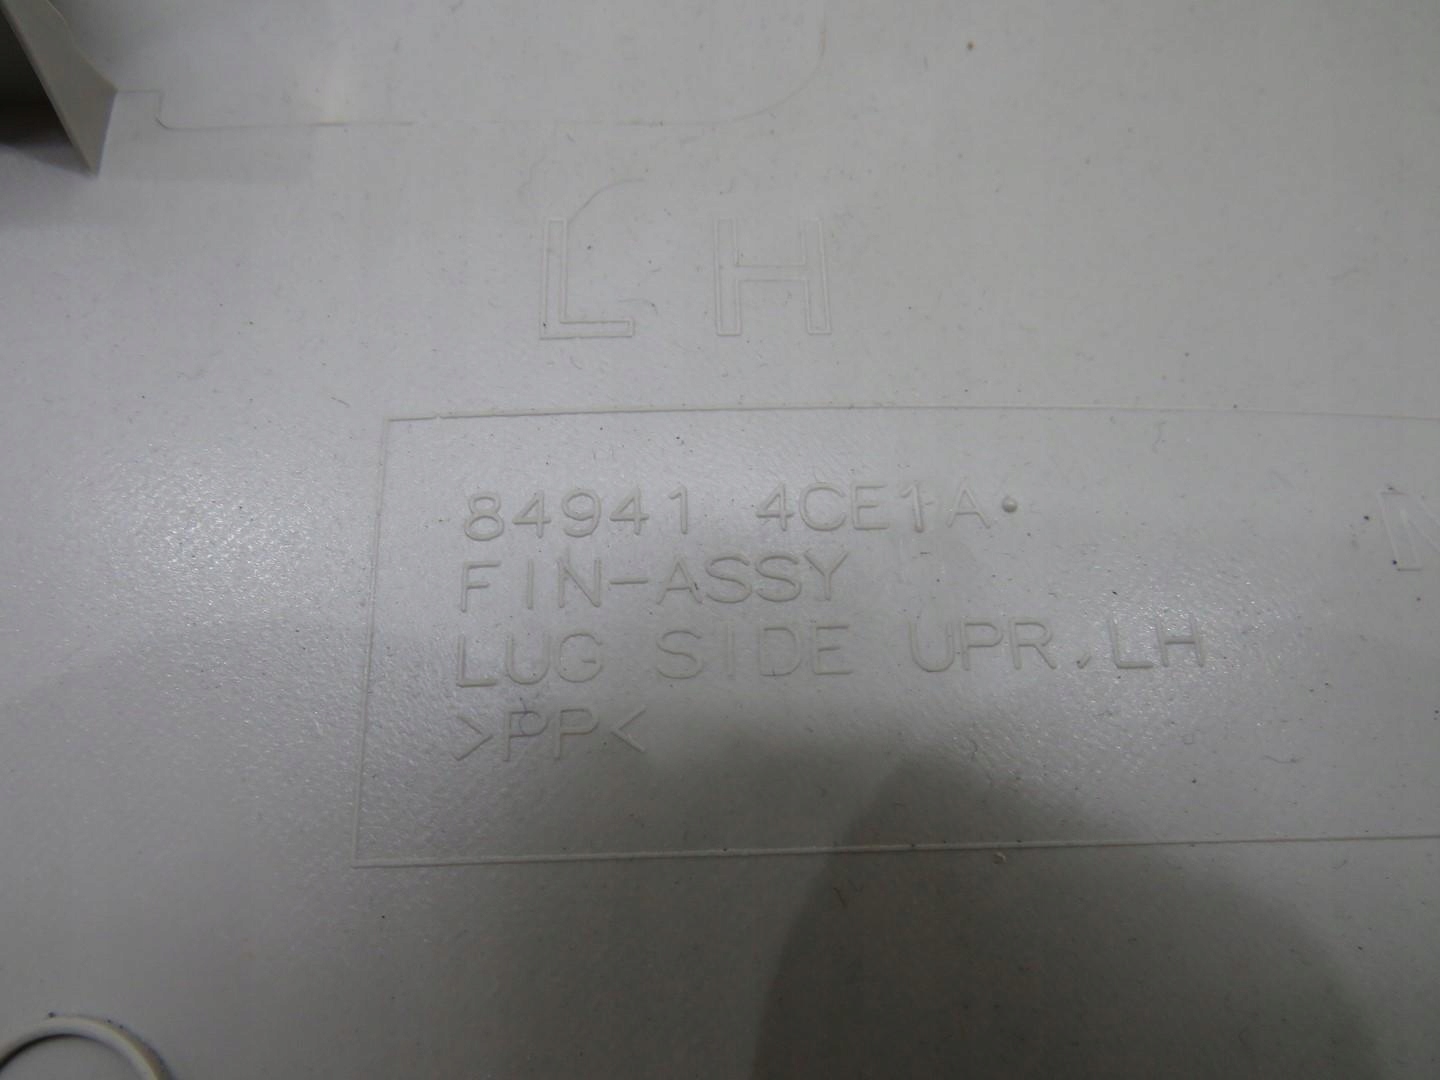 LH
84941 4CE1A•
FIN-ASSY
LUG SIDE UPR,LH
>PP<